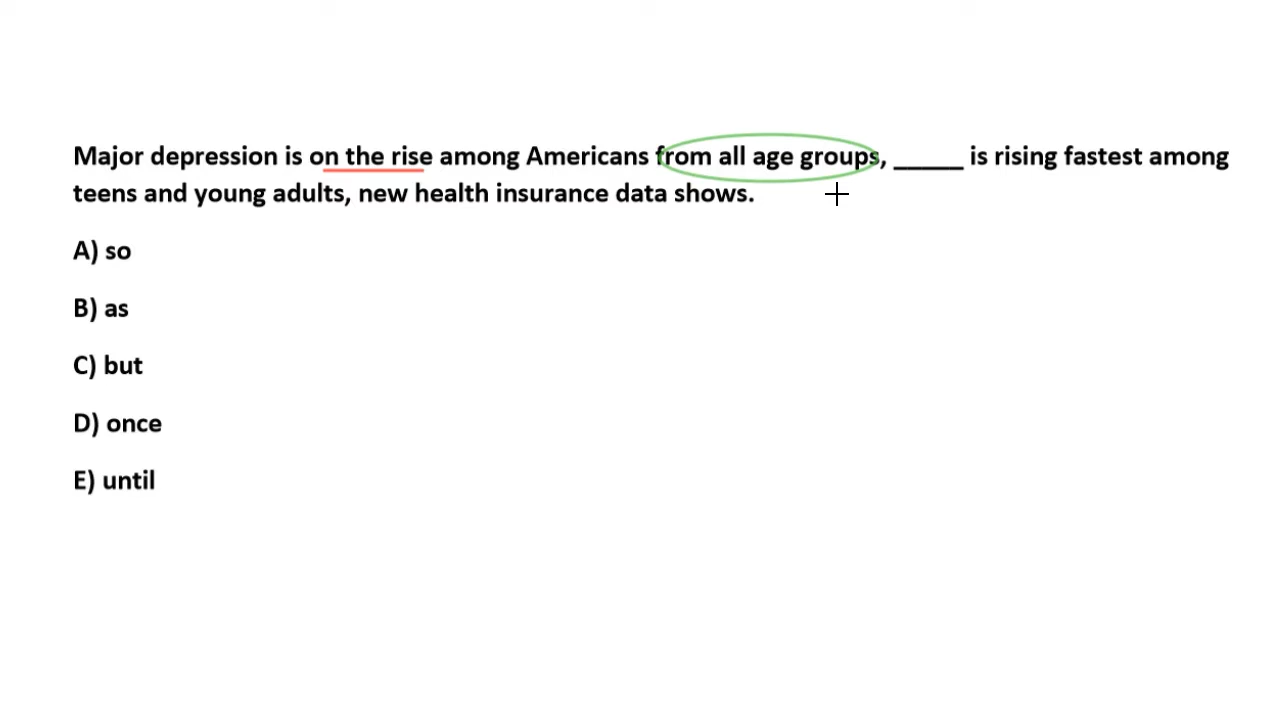 Major depression is on the rise among Americans from all age groups, _____ is rising fastest among
teens and young adults, new health insurance data shows.
A) so
B) as
C) but
D) once
E) until